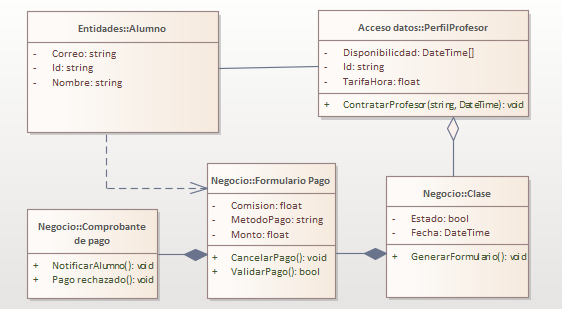 Entidades::Alumno
- Correo: string
- Id: string
- Nombre: string
Acceso datos::PerfilProfesor
- Disponibilicdad: DateTime[]
- Id: string
- TarifaHora: float
+ ContratarProfesor(string, DateTime): void
Negocio::Formulario Pago
- Comision: float
- MetodoPago: string
- Monto: float
+ CancelarPago(): void
+ ValidarPago(): bool
Negocio::Clase
- Estado: bool
- Fecha: DateTime
+ GenerarFormulario(): void
Negocio::Comprobante
de pago
+ NotificarAlumno(): void
+ Pago rechazado(): void